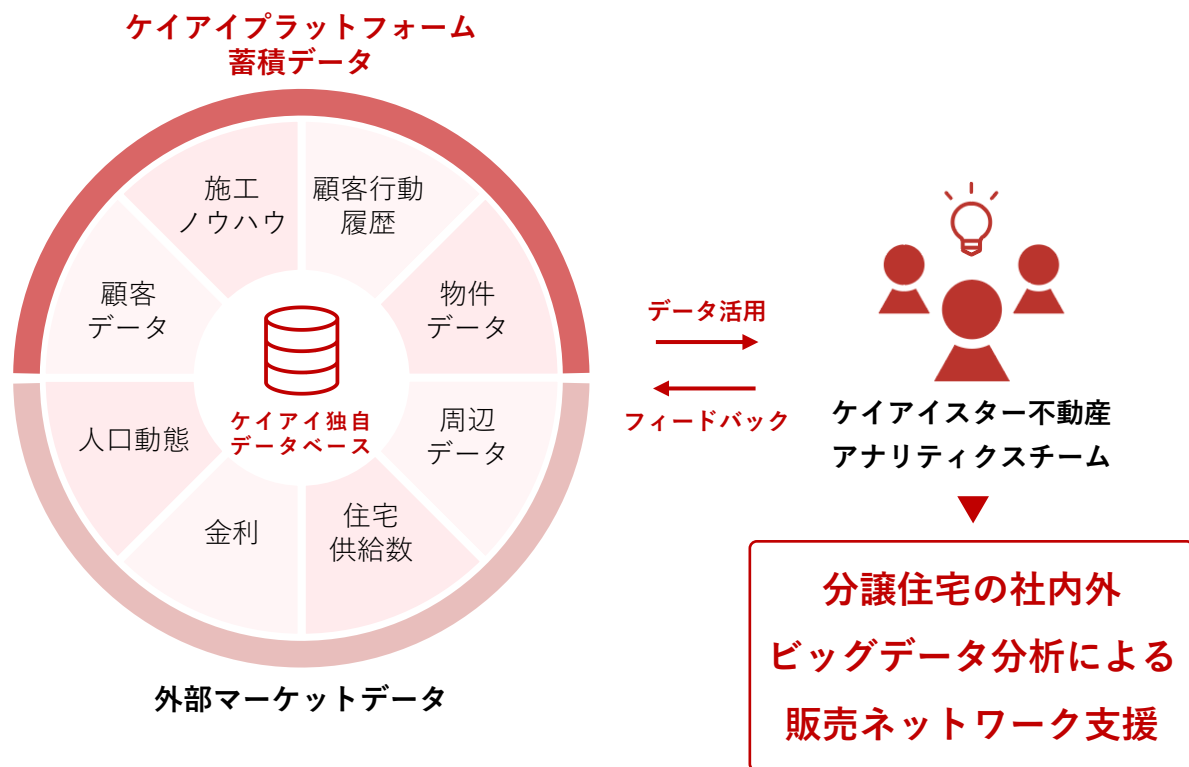 ケイアイプラットフォーム
蓄積データ
施工
ノウハウ
顧客行動
履歴
顧客
データ
物件
データ
ケイアイ独自
データベース
人口動態
周辺
データ
金利
住宅
供給数
外部マーケットデータ
データ活用
フィードバック
ケイアイスター不動産
アナリティクスチーム
分譲住宅の社内外
ビッグデータ分析による
販売ネットワーク支援